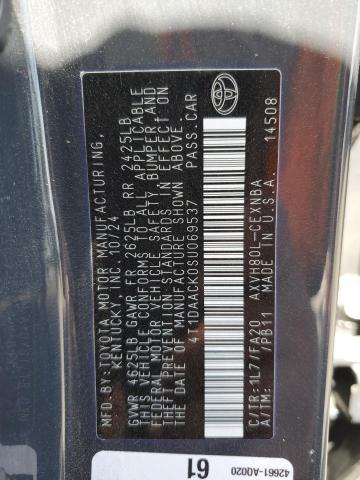 MFD.BY:TOYOTA MOTOR MANUFACTURING,
KENTUCKY, INC. 10/24
GVWR 4625LB GAWR FR 2625LB RR 2425LB
THIS VEHICLE CONFORMS TO ALL APPLICABLE
FEDERAL MOTOR VEHICLE SAFETY, BUMPER, AND
THEFT PREVENTION STANDARDS IN EFFECT ON
THE DATE OF MANUFACTURE SHOWN ABOVE.
4T1DAACK0SU069537 PASS.CAR
C/TR:1L7/FA20 AXVH80L-CEXNBA
A/TM: /PB11 MADE IN U.S.A. 14508
61
42661-AQ020